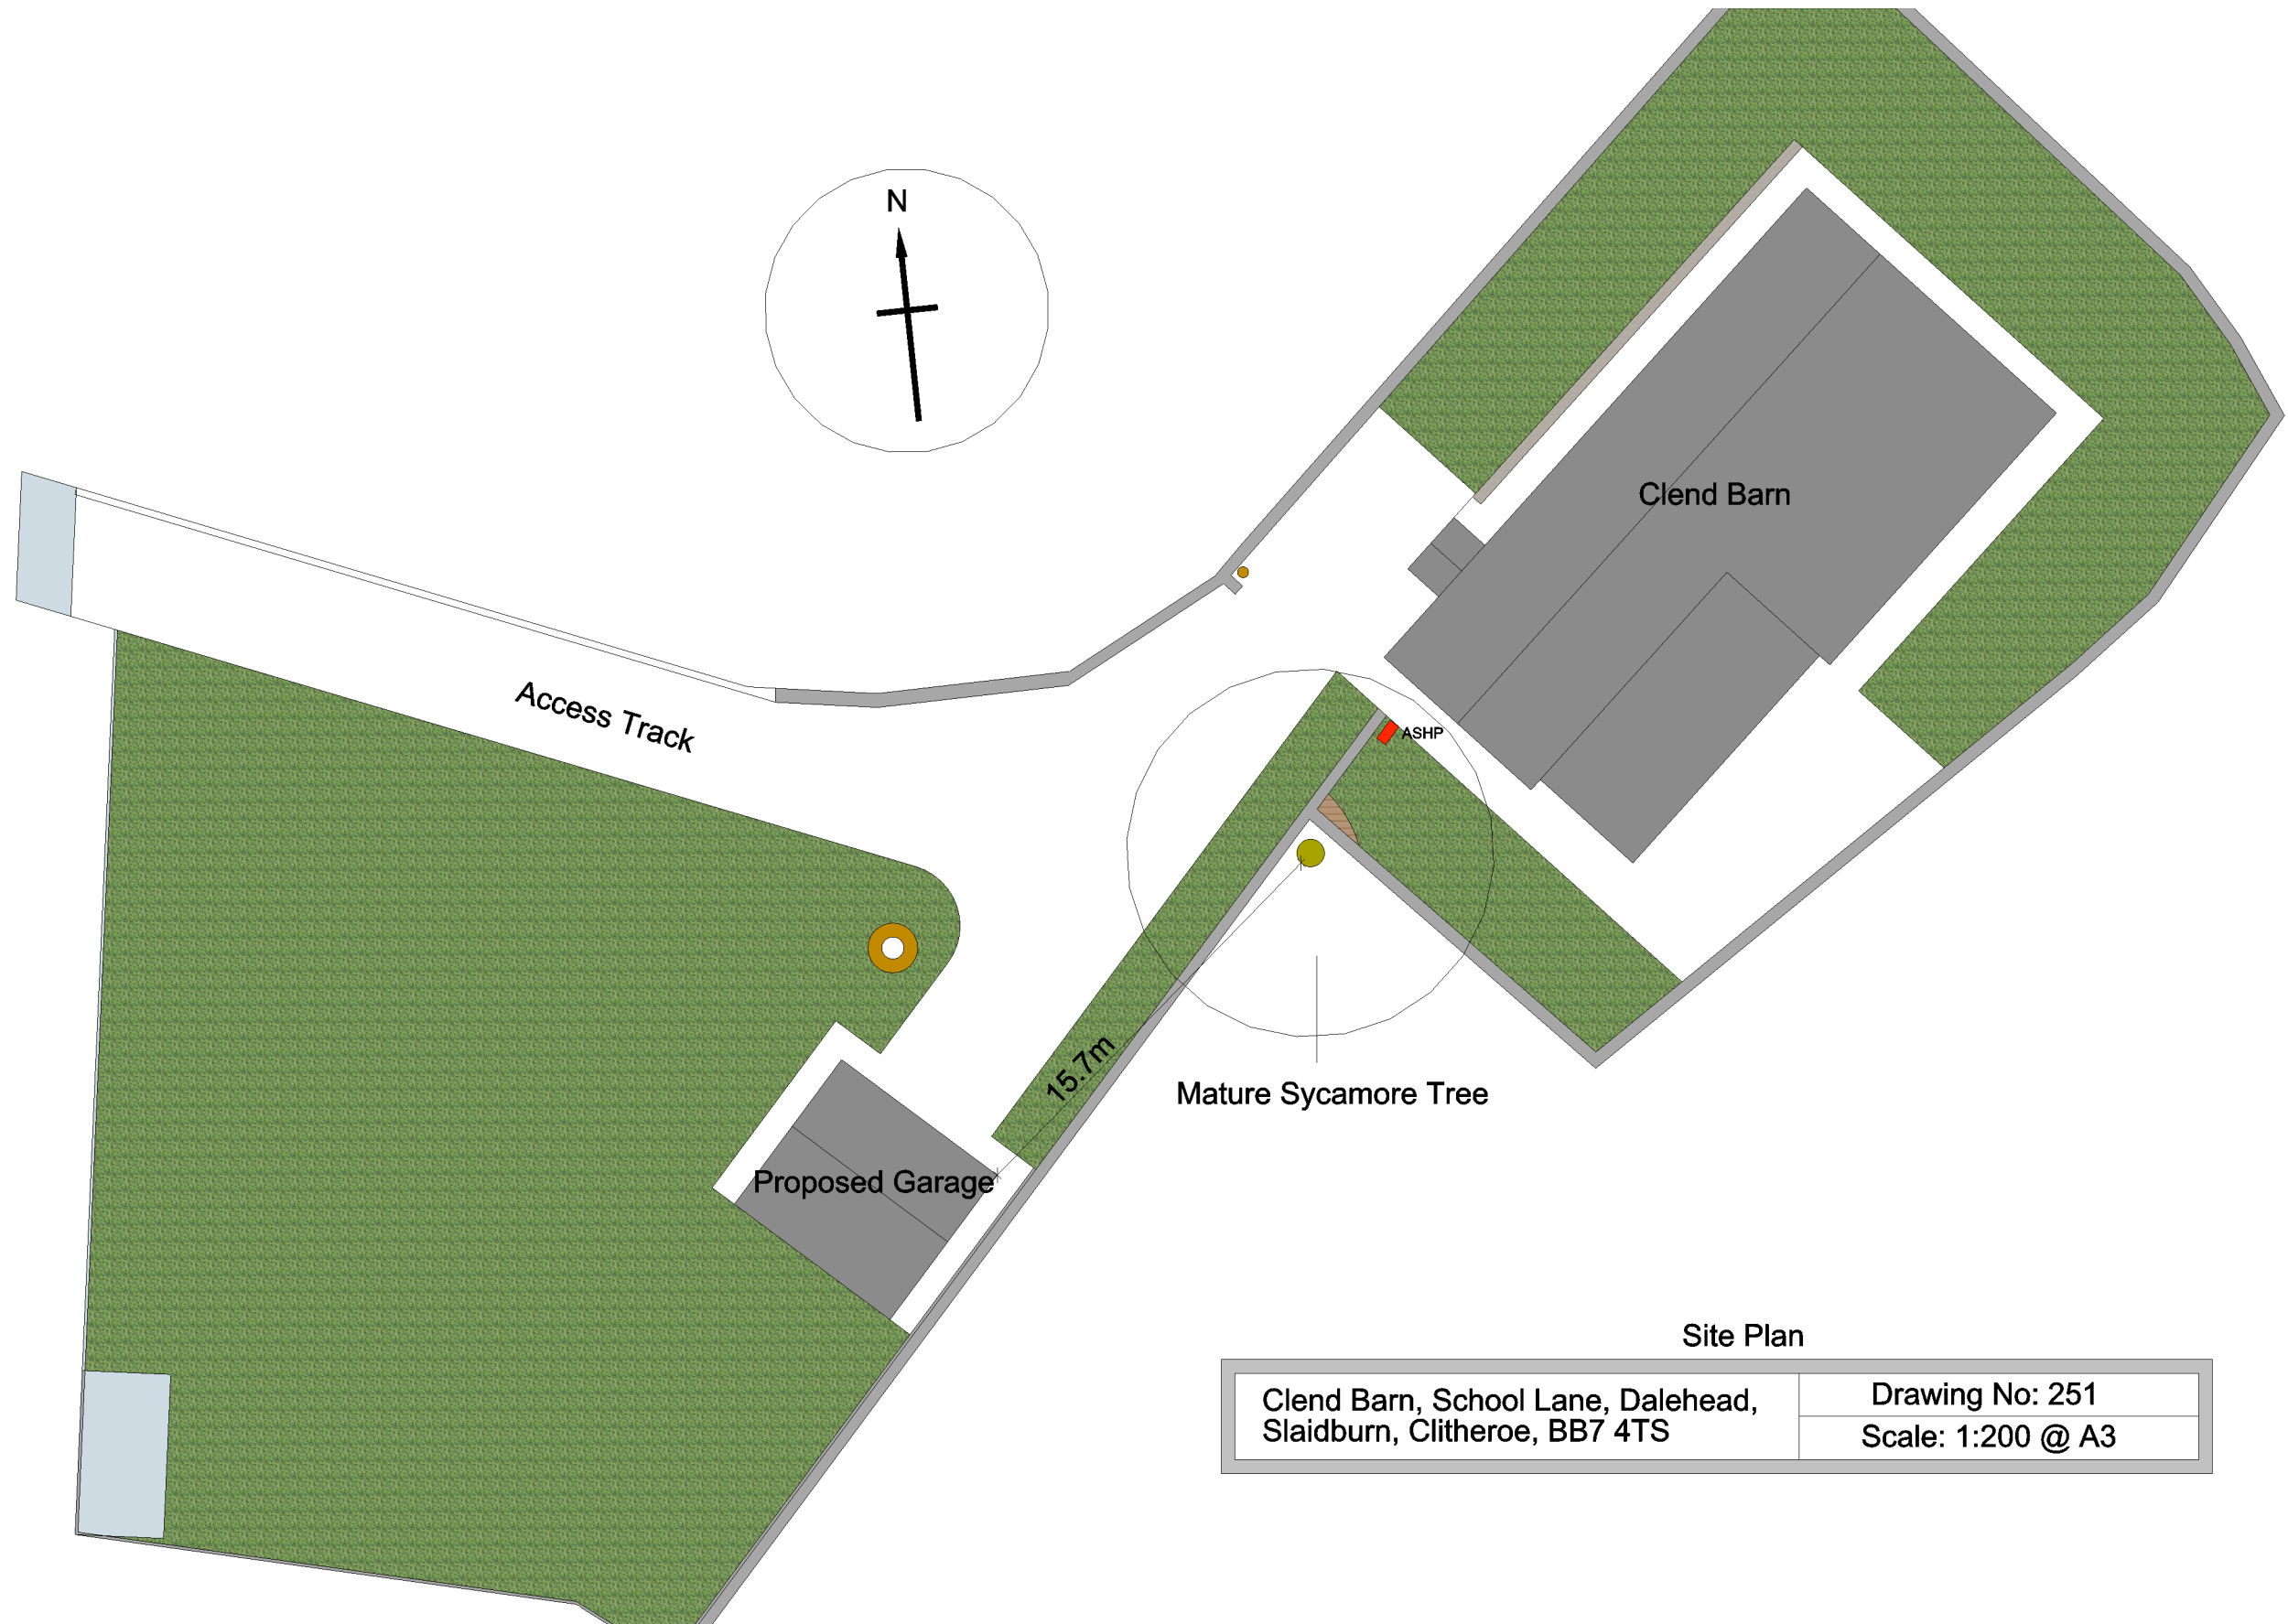 N
Clend Barn
Access Track
ASHP
15.7m
Mature Sycamore Tree
Proposed Garage
Site Plan
Clend Barn, School Lane, Dalehead,
Slaidburn, Clitheroe, BB7 4TS
Drawing No: 251
Scale: 1:200 @ A3